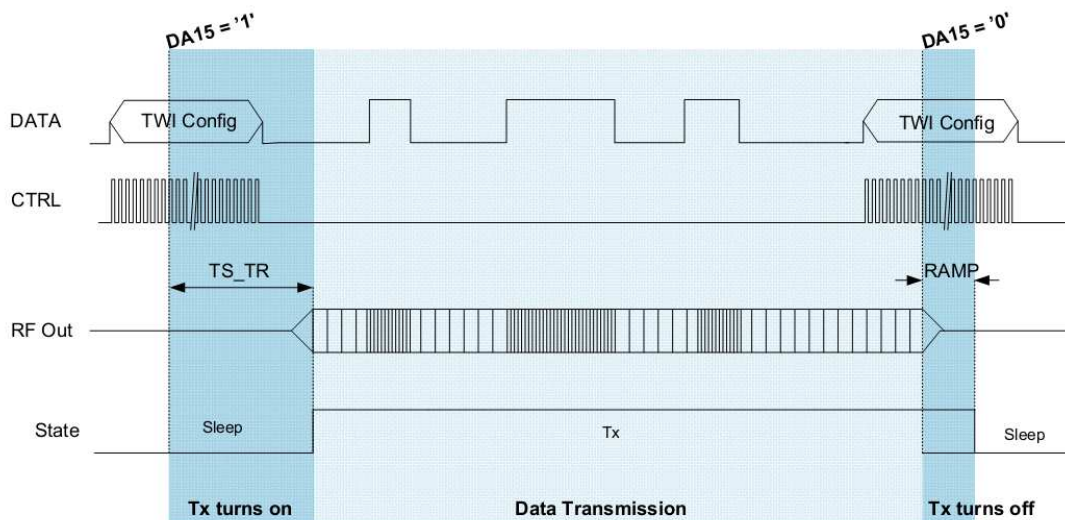 DA15 = '1'
DA15 = '0'
DATA
TWI Config
TWI Config
CTRL
TS_TR
RAMP
RF Out
State
Sleep
Tx
Sleep
Tx turns on
Data Transmission
Tx turns off